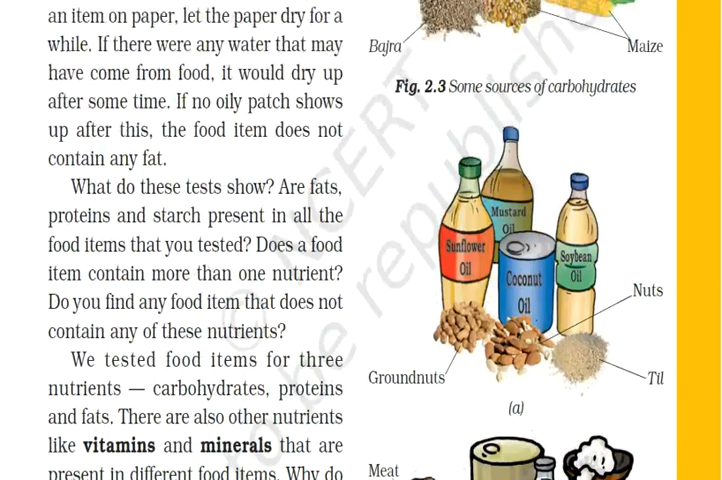 an item on paper, let the paper dry for a
while. If there were any water that may
have come from food, it would dry up
after some time. If no oily patch shows
up after this, the food item does not
contain any fat.
What do these tests show? Are fats,
proteins and starch present in all the
food items that you tested? Does a food
item contain more than one nutrient?
Do you find any food item that does not
contain any of these nutrients?
We tested food items for three
nutrients — carbohydrates, proteins
and fats. There are also other nutrients
like vitamins and minerals that are
present in different food items. Why do
Bajra
Maize
Fig. 2.3 Some sources of carbohydrates
Mustard
Oil
Sunflower
Oil
Coconut
Oil
Soybean
Oil
Nuts
Groundnuts
Til
(a)
Meat
© NCERT
to be republished